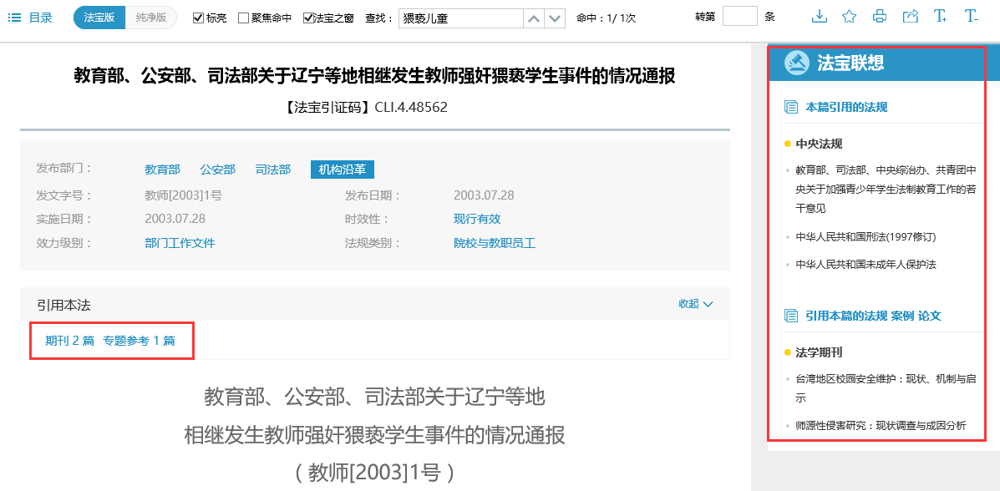 目录 法宝版 纯净版 标亮 聚焦命中 法宝之窗 查找： 猥亵儿童 命中：1/ 1次 转第 条
教育部、公安部、司法部关于辽宁等地相继发生教师强奸猥亵学生事件的情况通报
【法宝引证码】CLI.4.48562
发布部门： 教育部 公安部 司法部 机构沿革
发文字号： 教师[2003]1号 发布日期： 2003.07.28
实施日期： 2003.07.28 时效性： 现行有效
效力级别： 部门工作文件 法规类别： 院校与教职员工
引用本法 收起
期刊 2 篇 专题参考 1 篇
教育部、公安部、司法部关于辽宁等地
相继发生教师强奸猥亵学生事件的情况通报
（ 教师[2003]1号 ）
法宝联想
本篇引用的法规
中央法规
教育部、司法部、中央综治办、共青团中
央关于加强青少年学生法制教育工作的若
干意见
中华人民共和国刑法(1997修订)
中华人民共和国未成年人保护法
引用本篇的法规 案例 论文
法学期刊
台湾地区校园安全维护：现状、机制与启
示
师源性侵害研究：现状调查与成因分析